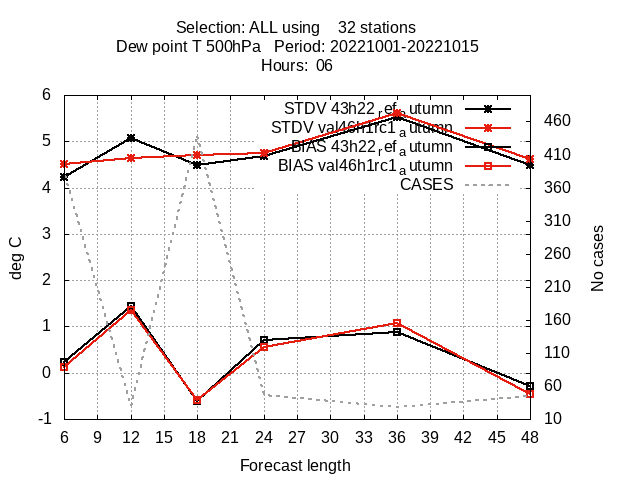 Selection: ALL using    32 stations
Dew point T 500hPa   Period: 20221001-20221015
Hours:  06
STDV 43h22ref_autumn
STDV val46h1rc1_autumn
BIAS 43h22ref_autumn
BIAS val46h1rc1_autumn
CASES
6
5
4
3
2
1
0
-1
deg C
460
410
360
310
260
210
160
110
60
10
No cases
6 9 12 15 18 21 24 27 30 33 36 39 42 45 48
Forecast length